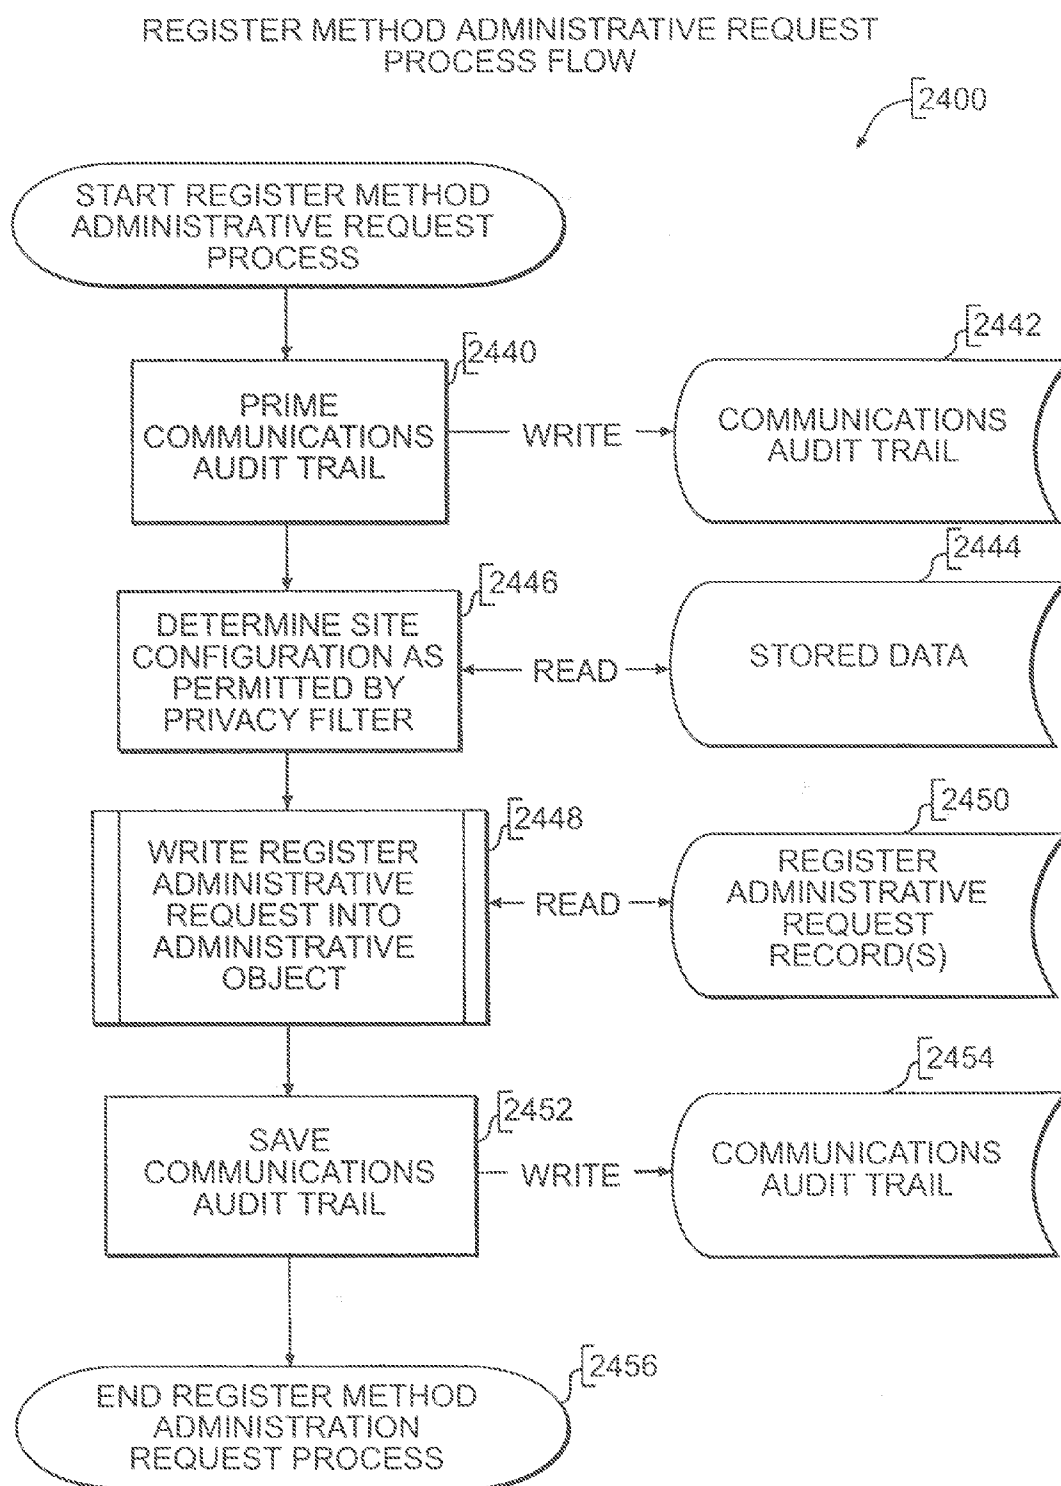 REGISTER METHOD ADMINISTRATIVE REQUEST
PROCESS FLOW
2400
START REGISTER METHOD
ADMINISTRATIVE REQUEST
PROCESS
2440
PRIME
COMMUNICATIONS
AUDIT TRAIL
WRITE
2442
COMMUNICATIONS
AUDIT TRAIL
2446
DETERMINE SITE
CONFIGURATION AS
PERMITTED BY
PRIVACY FILTER
READ
2444
STORED DATA
2448
WRITE REGISTER
ADMINISTRATIVE
REQUEST INTO
ADMINISTRATIVE
OBJECT
READ
2450
REGISTER
ADMINISTRATIVE
REQUEST
RECORD(S)
2452
SAVE
COMMUNICATIONS
AUDIT TRAIL
WRITE
2454
COMMUNICATIONS
AUDIT TRAIL
2456
END REGISTER METHOD
ADMINISTRATION
REQUEST PROCESS